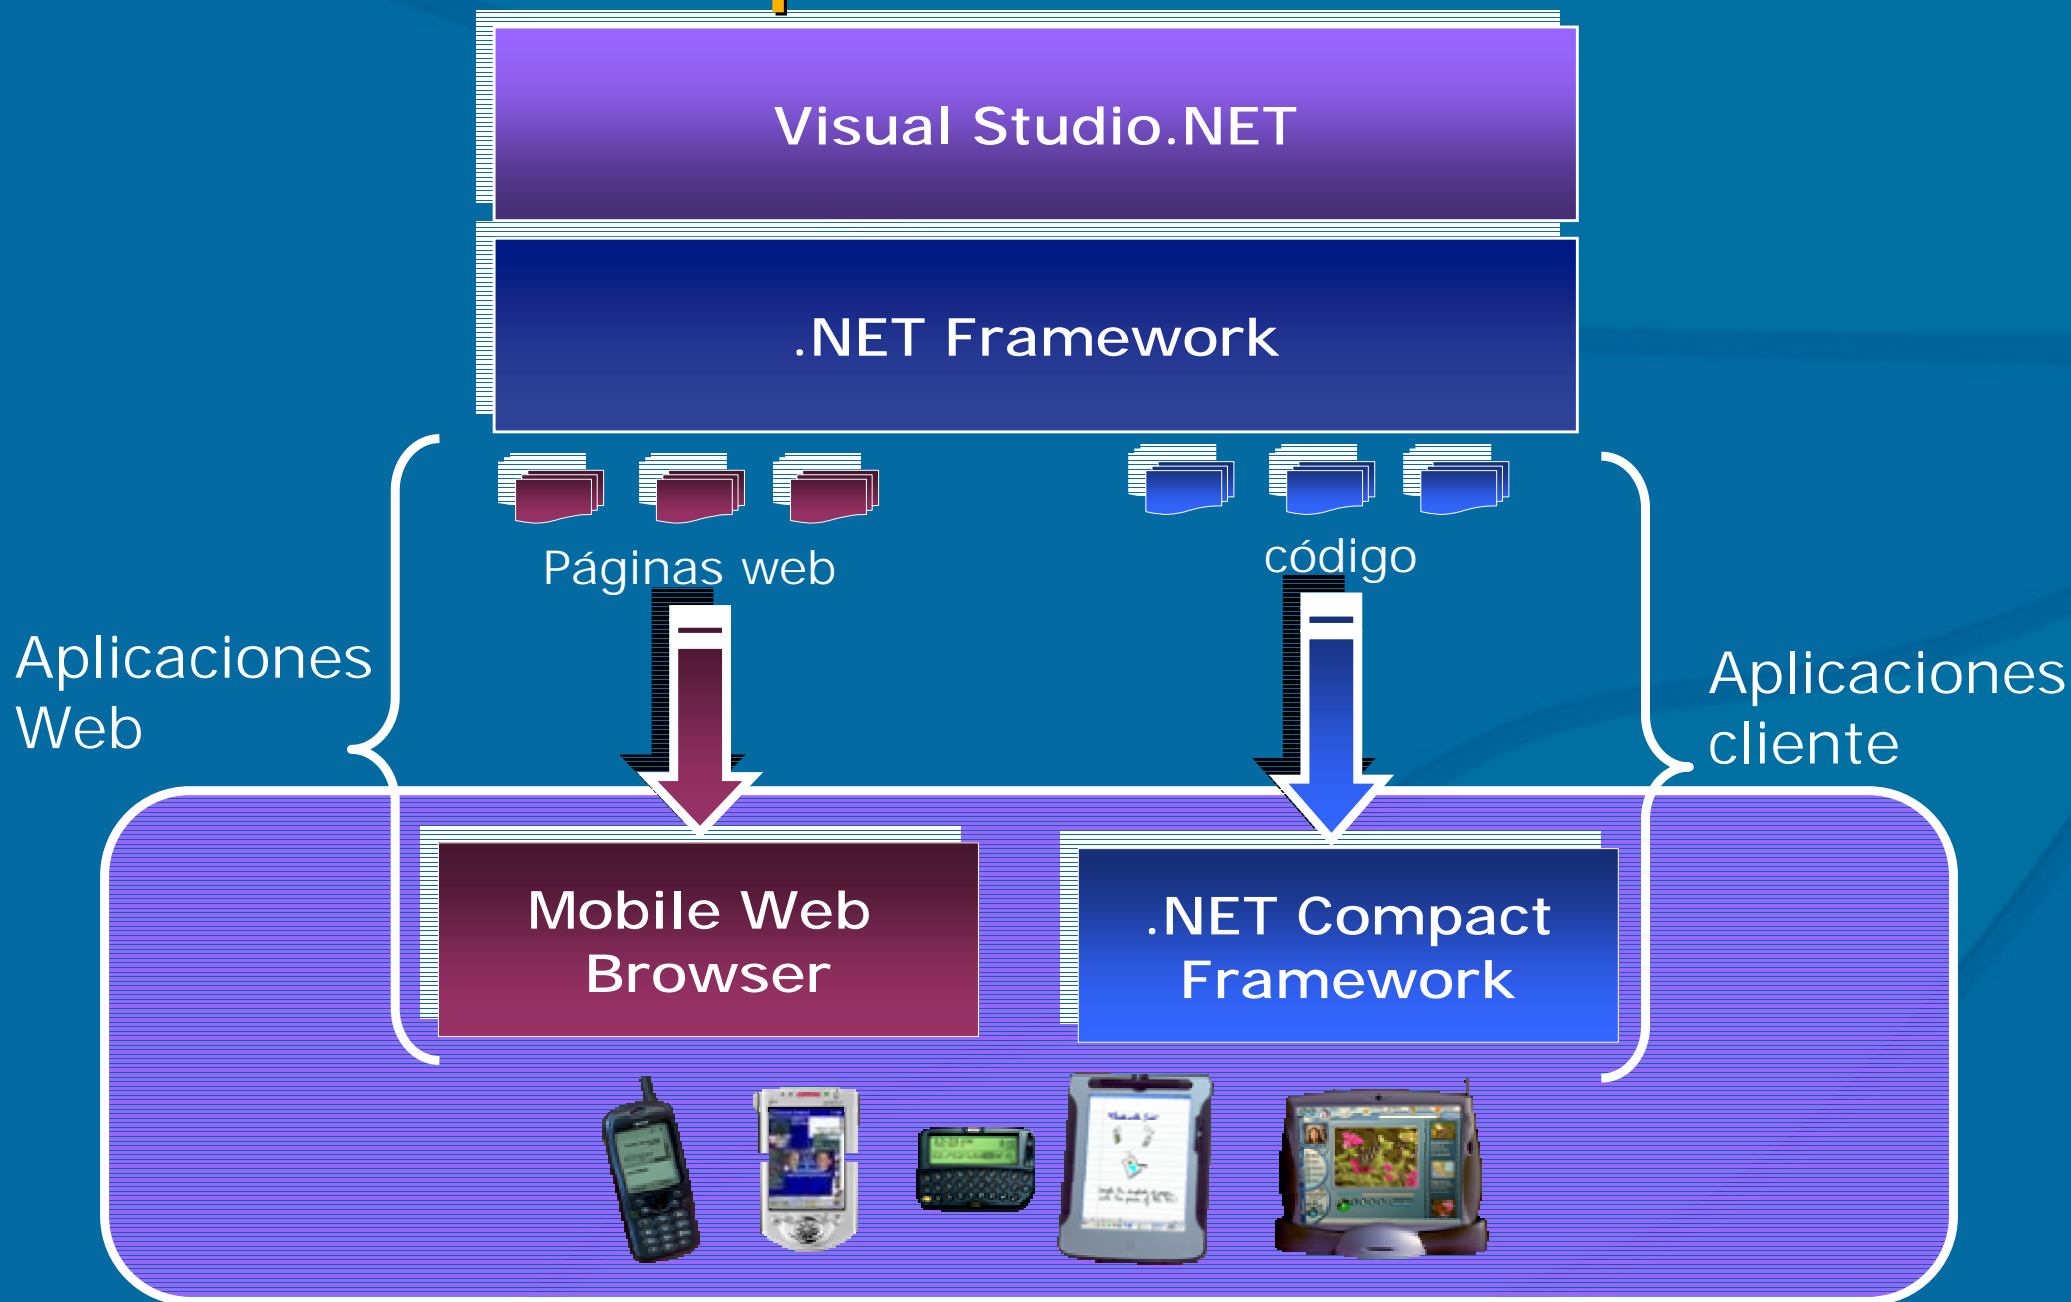 Visual Studio.NET
.NET Framework
Páginas web
código
Aplicaciones
Web
Aplicaciones
cliente
Mobile Web
Browser
.NET Compact
Framework